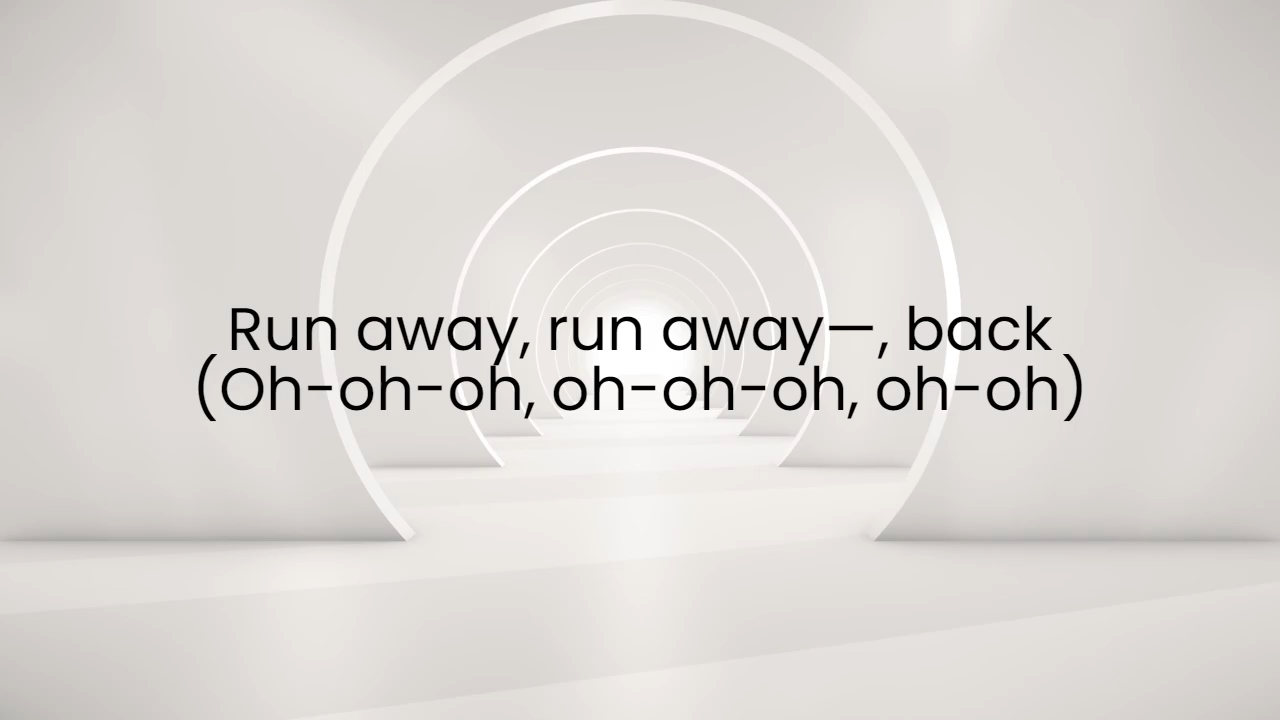 Run away, run away—, back
(Oh-oh-oh, oh-oh-oh, oh-oh)